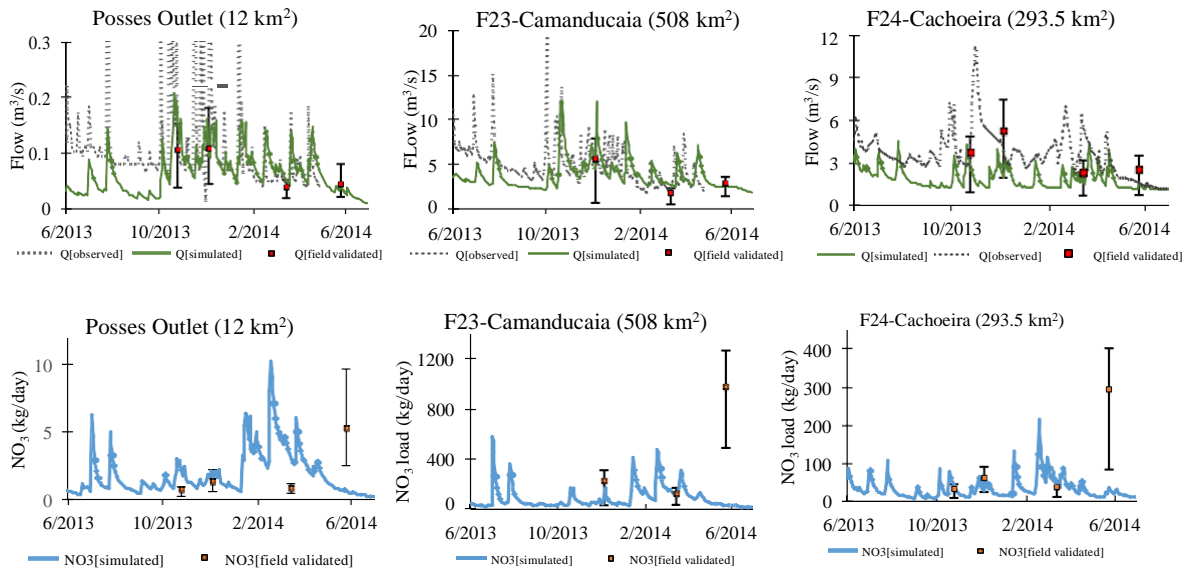 Posses Outlet (12 km²)
Flow (m³/s)
0.3
0.2
0.1
0
6/2013 10/2013 2/2014 6/2014
Q[observed] Q[simulated] Q[field validated]
F23-Camanducaia (508 km²)
FLow (m³/s)
20
15
10
5
0
6/2013 10/2013 2/2014 6/2014
Q[observed] Q[simulated] Q[field validated]
F24-Cachoeira (293.5 km²)
Flow (m³/s)
12
9
6
3
0
6/2013 10/2013 2/2014 6/2014
Q[simulated] Q[observed] Q[field validated]
Posses Outlet (12 km²)
NO₃ (kg/day)
10
5
0
6/2013 10/2013 2/2014 6/2014
NO3[simulated] NO3[field validated]
F23-Camanducaia (508 km²)
NO₃ load (kg/day)
1200
800
400
0
6/2013 10/2013 2/2014 6/2014
NO3[simulated] NO3[field validated]
F24-Cachoeira (293.5 km²)
NO₃ load (kg/day)
400
300
200
100
0
6/2013 10/2013 2/2014 6/2014
NO3[simulated] NO3[field validated]